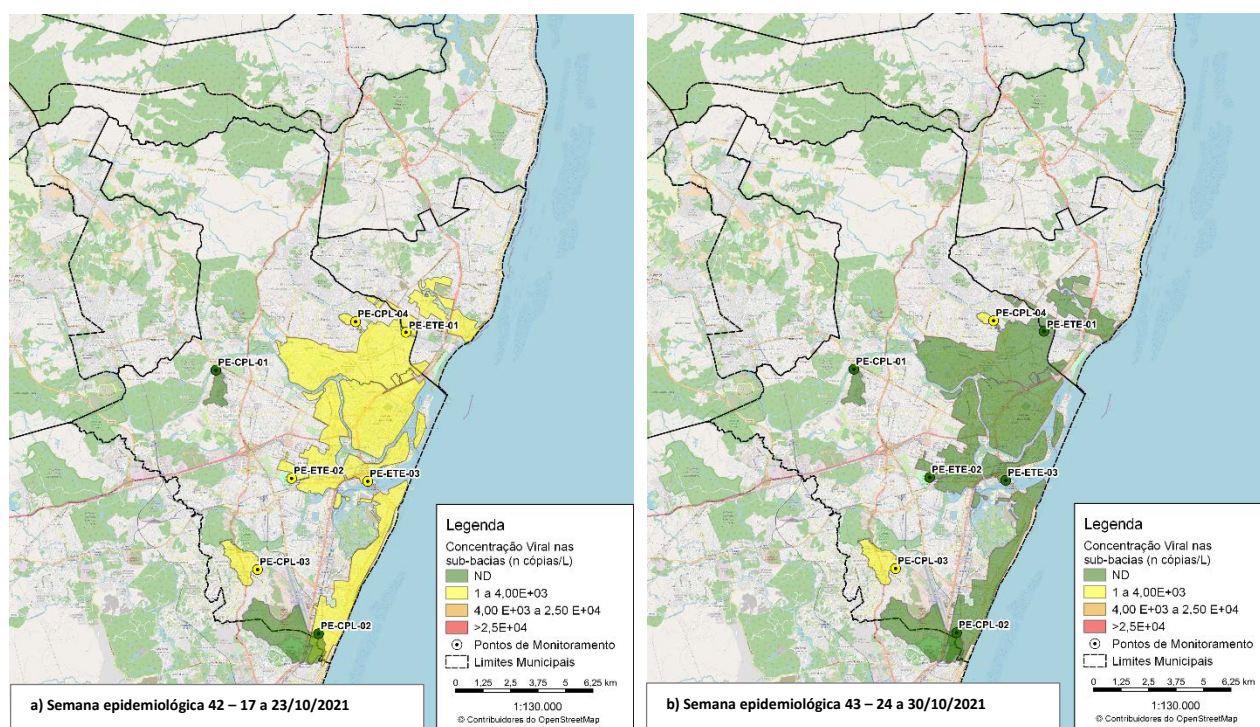 PE-CPL-04
PE-ETE-01
PE-CPL-01
PE-ETE-02
PE-ETE-03
PE-CPL-03
PE-CPL-02
Legenda
Concentração Viral nas
sub-bacias (n cópias/L)
ND
1 a 4,00E+03
4,00 E+03 a 2,50 E+04
>2,5E+04
Pontos de Monitoramento
Limites Municipais
0 1,25 2,5 3,75 6,25 km
1:130.000
© Contribuidores do OpenStreetMap
a) Semana epidemiológica 42 – 17 a 23/10/2021
PE-CPL-04
PE-ETE-01
PE-CPL-01
PE-ETE-02
PE-ETE-03
PE-CPL-03
PE-CPL-02
Legenda
Concentração Viral nas
sub-bacias (n cópias/L)
ND
1 a 4,00E+03
4,00 E+03 a 2,50 E+04
>2,5E+04
Pontos de Monitoramento
Limites Municipais
0 1,25 2,5 3,75 6,25 km
1:130.000
© Contribuidores do OpenStreetMap
b) Semana epidemiológica 43 – 24 a 30/10/2021